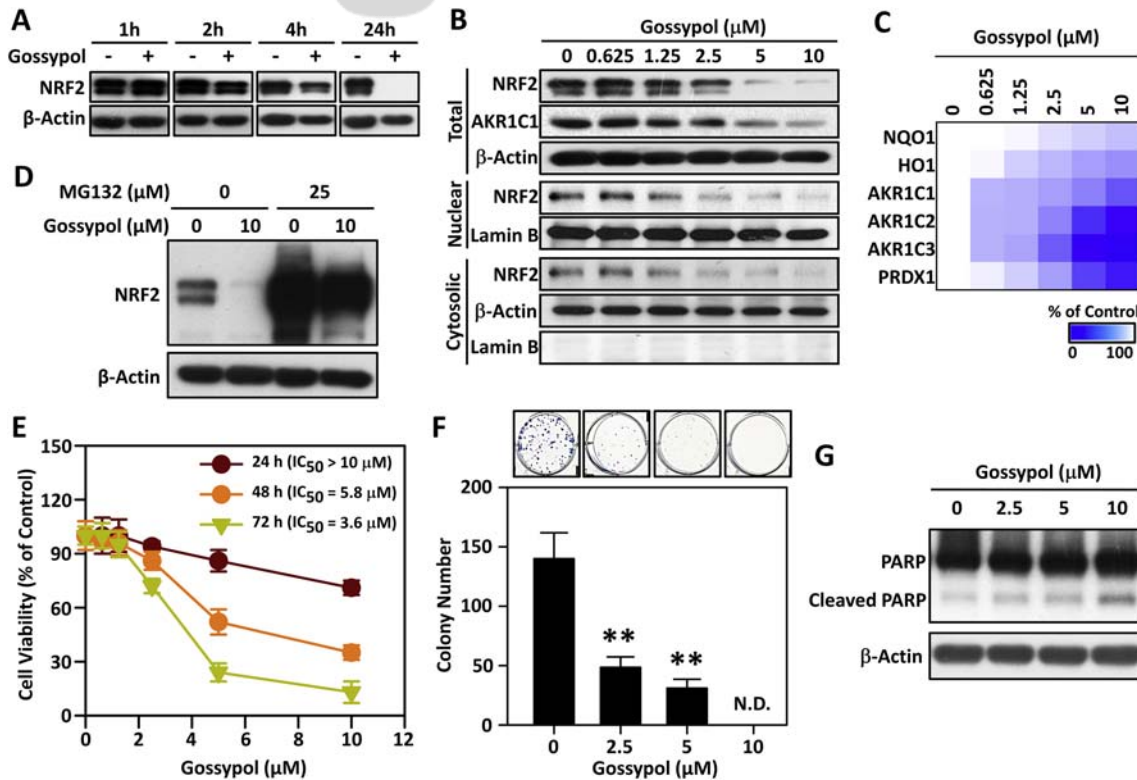 A
1h 2h 4h 24h
Gossypol - + - + - + - +
NRF2
β-Actin
B
Gossypol (μM)
0 0.625 1.25 2.5 5 10
Total
NRF2
AKR1C1
β-Actin
Nuclear
NRF2
Lamin B
Cytosolic
NRF2
β-Actin
Lamin B
C
Gossypol
(μM)
0 0.625 1.25 2.5 5 10
NQO1
HO1
AKR1C1
AKR1C2
AKR1C3
PRDX1
% of Control
0 100
D
MG132 (μM) 0 25
Gossypol (μM) 0 10 0 10
NRF2
β-Actin
E
Cell Viability (% of Control)
150
120
90
60
30
0
24 h (IC50 > 10 μM)
48 h (IC50 = 5.8 μM)
72 h (IC50 = 3.6 μM)
0 2 4 6 8 10 12
Gossypol (μM)
F
Colony Number
200
150
100
50
0
** ** N.D.
0 2.5 5 10
Gossypol (μM)
G
Gossypol (μM)
0 2.5 5 10
PARP
Cleaved PARP
β-Actin